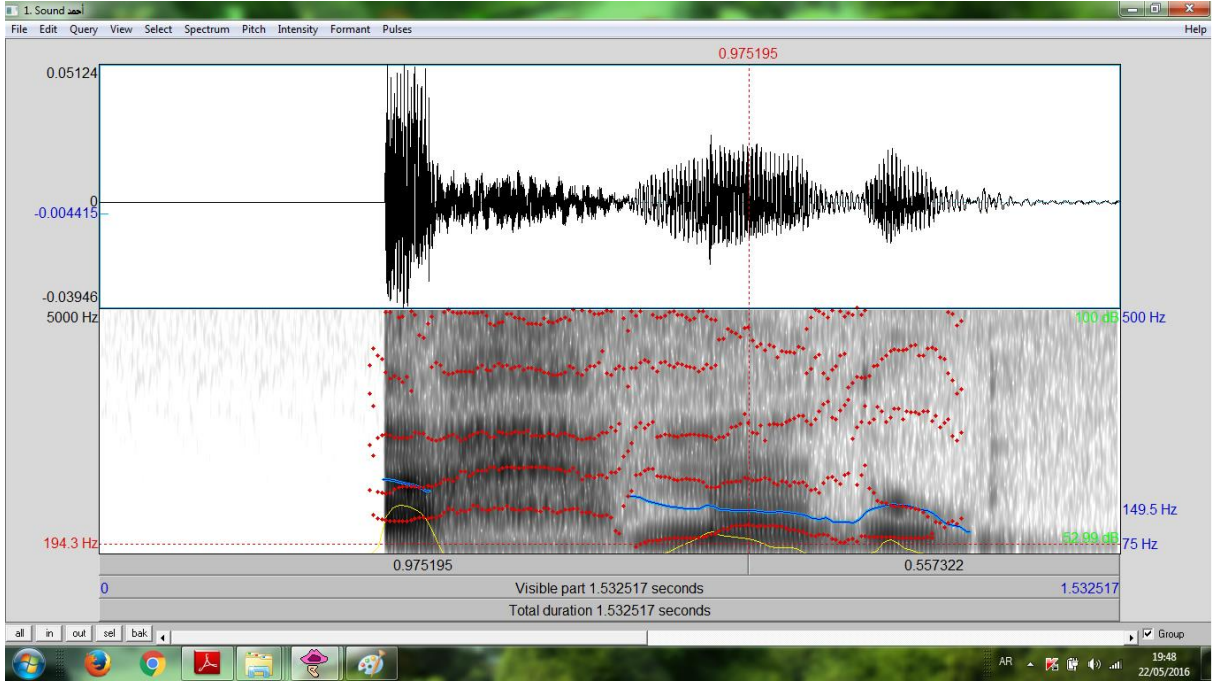 1. Sound أحمد
File Edit Query View Select Spectrum Pitch Intensity Formant Pulses Help
0.975195
0.05124
0
-0.004415
-0.03946
5000 Hz 100 dB 500 Hz
149.5 Hz
194.3 Hz 52.99 dB 75 Hz
0.975195 0.557322
0 Visible part 1.532517 seconds 1.532517
Total duration 1.532517 seconds
all in out sel bak Group
AR 19:48
22/05/2016